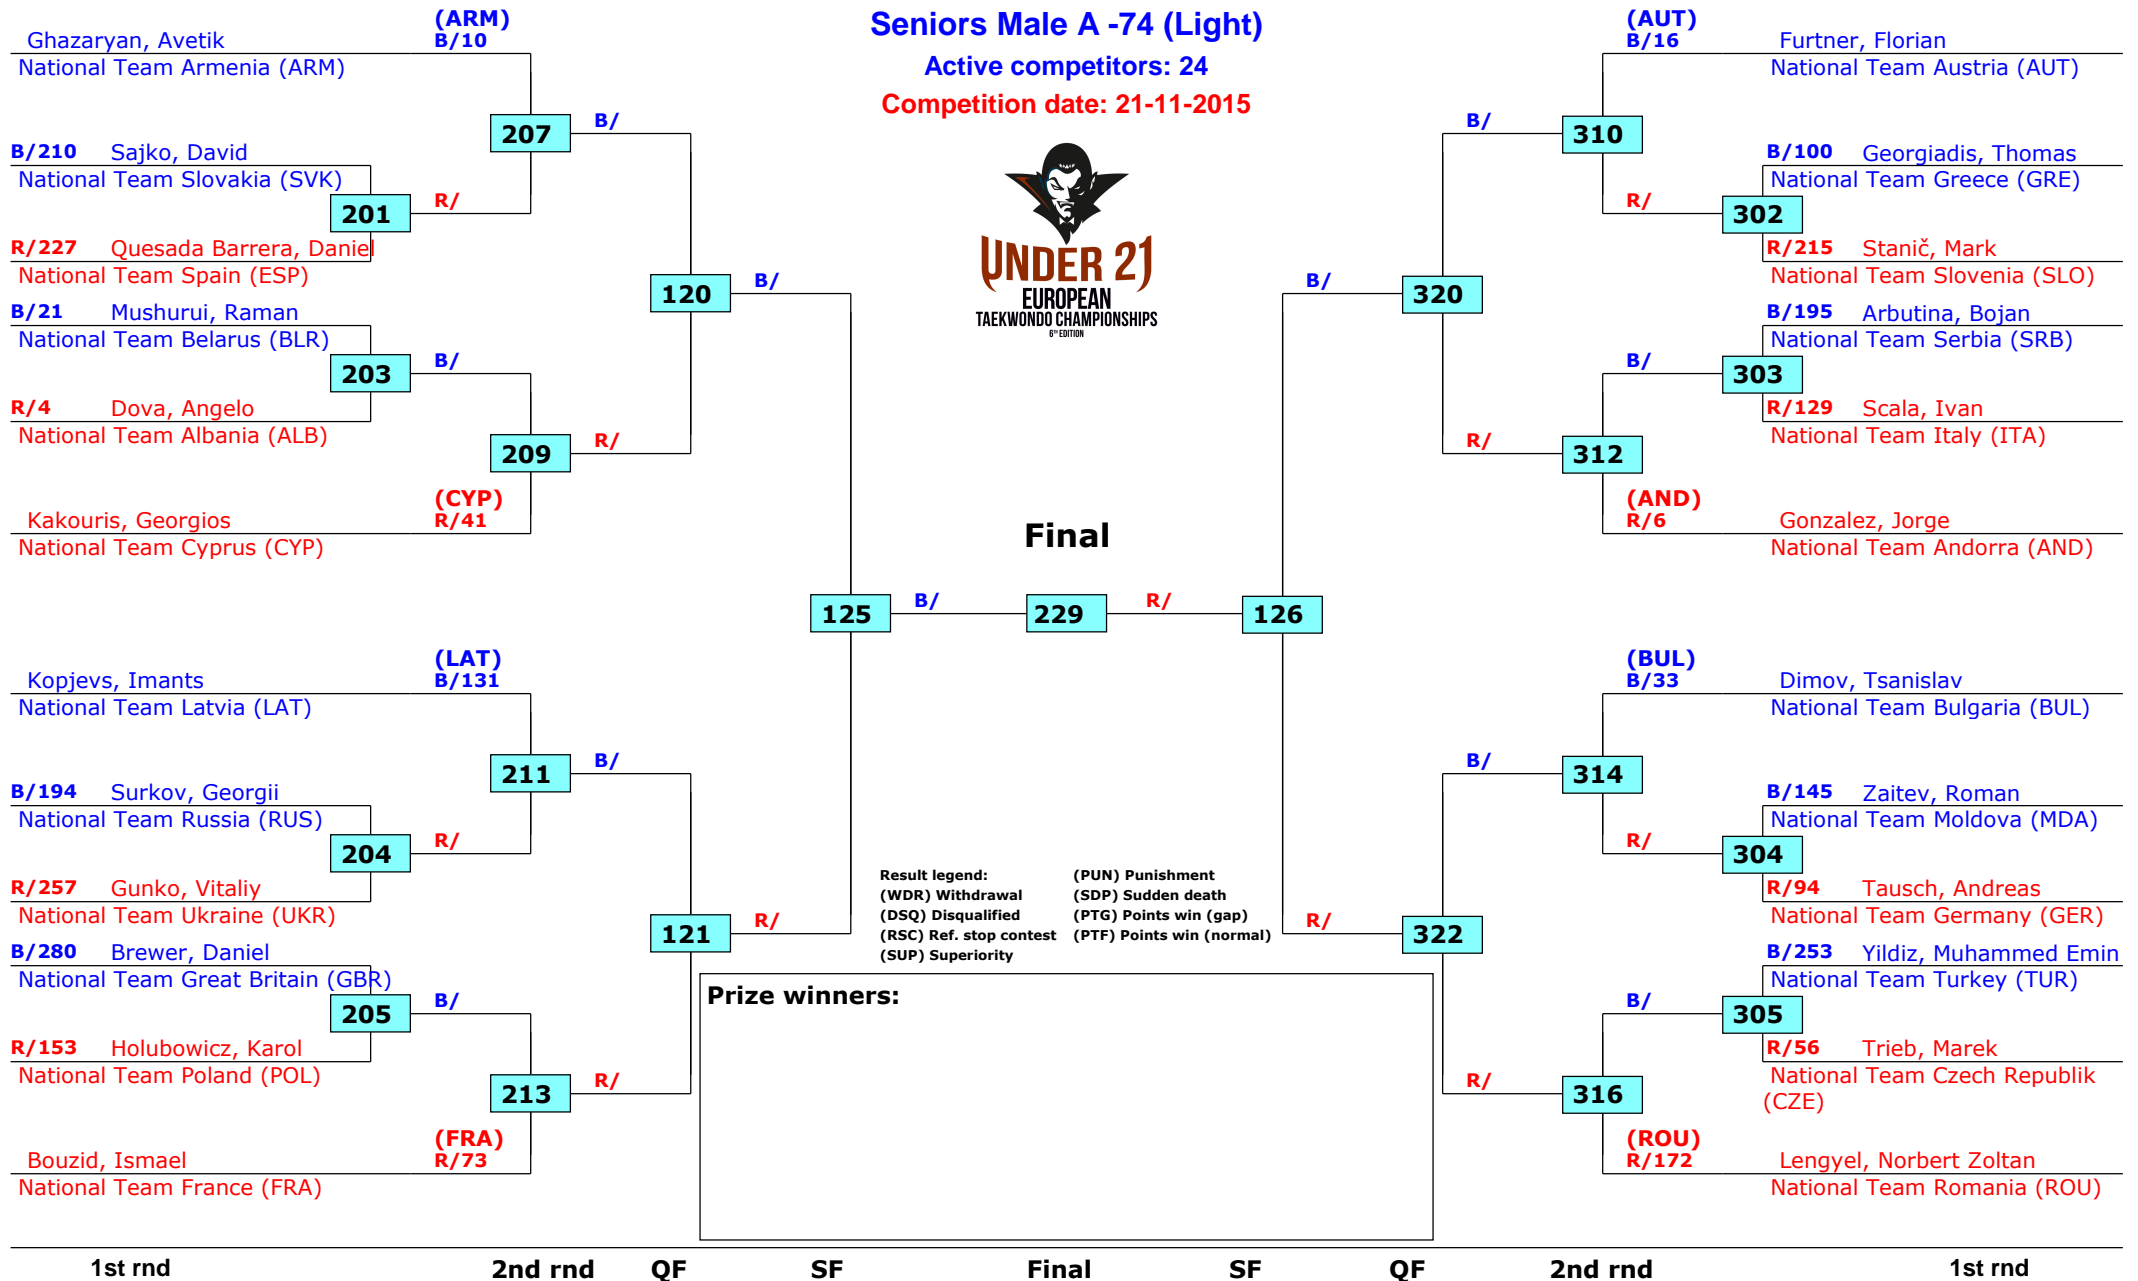 Seniors Male A -74 (Light)
Active competitors: 24
Competition date: 21-11-2015
UNDER 21
EUROPEAN
TAEKWONDO CHAMPIONSHIPS
6TH EDITION
(ARM)
Ghazaryan, Avetik B/10
National Team Armenia (ARM)
207
B/
B/210 Sajko, David
National Team Slovakia (SVK)
201
R/
R/227 Quesada Barrera, Daniel
National Team Spain (ESP)
120
B/
B/21 Mushurui, Raman
National Team Belarus (BLR)
203
B/
R/4 Dova, Angelo
National Team Albania (ALB)
209
R/
(CYP)
Kakouris, Georgios R/41
National Team Cyprus (CYP)
125
B/
(LAT)
Kopjevs, Imants B/131
National Team Latvia (LAT)
211
B/
B/194 Surkov, Georgii
National Team Russia (RUS)
204
R/
R/257 Gunko, Vitaliy
National Team Ukraine (UKR)
121
R/
B/280 Brewer, Daniel
National Team Great Britain (GBR)
205
B/
R/153 Holubowicz, Karol
National Team Poland (POL)
213
R/
(FRA)
Bouzid, Ismael R/73
National Team France (FRA)
Final
229
R/
126
(AUT)
B/16 Furtner, Florian
National Team Austria (AUT)
B/
310
B/100 Georgiadis, Thomas
National Team Greece (GRE)
R/
302
R/215 Stanič, Mark
National Team Slovenia (SLO)
B/
320
B/195 Arbutina, Bojan
National Team Serbia (SRB)
B/
303
R/129 Scala, Ivan
National Team Italy (ITA)
R/
312
(AND)
R/6 Gonzalez, Jorge
National Team Andorra (AND)
(BUL)
B/33 Dimov, Tsanislav
National Team Bulgaria (BUL)
B/
314
B/145 Zaitev, Roman
National Team Moldova (MDA)
R/
304
R/94 Tausch, Andreas
National Team Germany (GER)
R/
322
B/253 Yildiz, Muhammed Emin
National Team Turkey (TUR)
B/
305
R/56 Trieb, Marek
National Team Czech Republik
(CZE)
R/
316
(ROU)
R/172 Lengyel, Norbert Zoltan
National Team Romania (ROU)
Result legend: (PUN) Punishment
(WDR) Withdrawal (SDP) Sudden death
(DSQ) Disqualified (PTG) Points win (gap)
(RSC) Ref. stop contest (PTF) Points win (normal)
(SUP) Superiority
Prize winners:
1st rnd 2nd rnd QF SF Final SF QF 2nd rnd 1st rnd